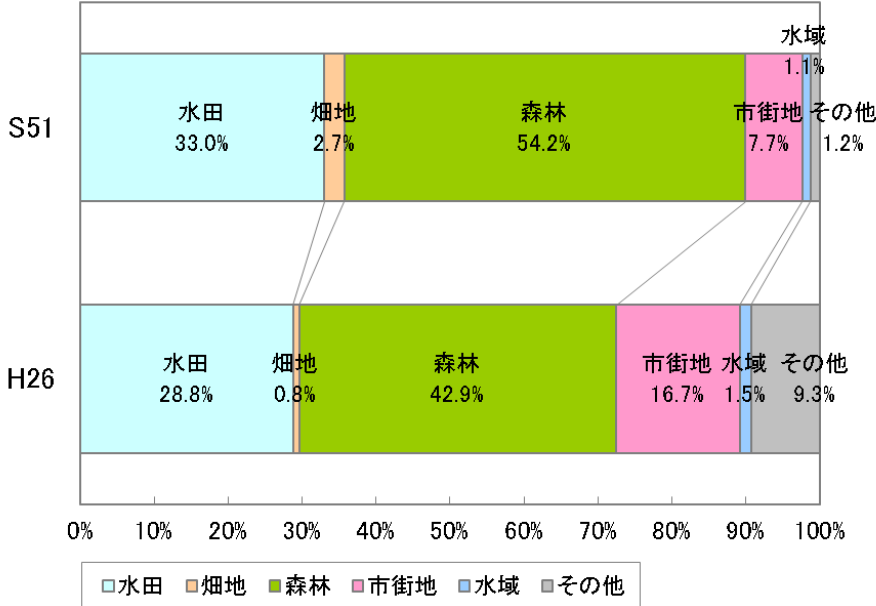 水域
1.1%
S51
水田
33.0%
畑地
2.7%
森林
54.2%
市街地
7.7%
その他
1.2%
H26
水田
28.8%
畑地
0.8%
森林
42.9%
市街地
16.7%
水域
1.5%
その他
9.3%
0% 10% 20% 30% 40% 50% 60% 70% 80% 90% 100%
水田 畑地 森林 市街地 水域 その他